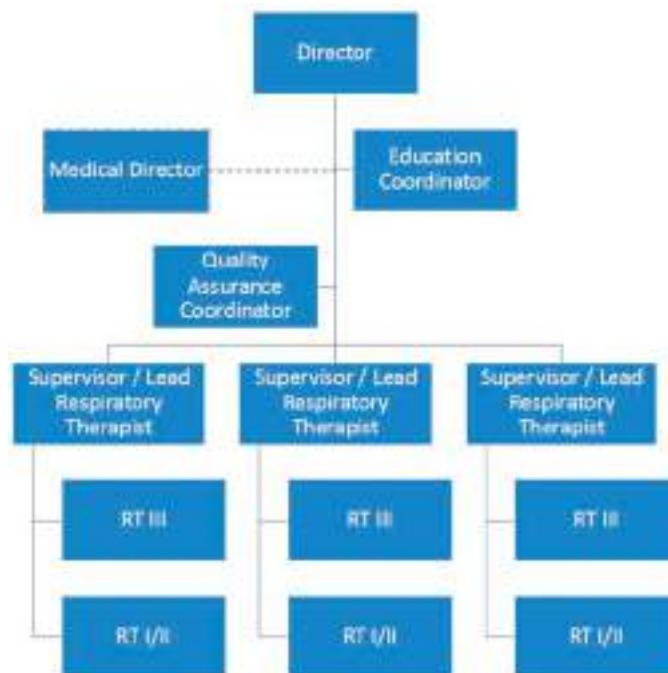 Director
Medical Director
Education
Coordinator
Quality
Assurance
Coordinator
Supervisor / Lead
Respiratory
Therapist
Supervisor / Lead
Respiratory
Therapist
Supervisor / Lead
Respiratory
Therapist
RT III
RT III
RT III
RT I/II
RT I/II
RT I/II